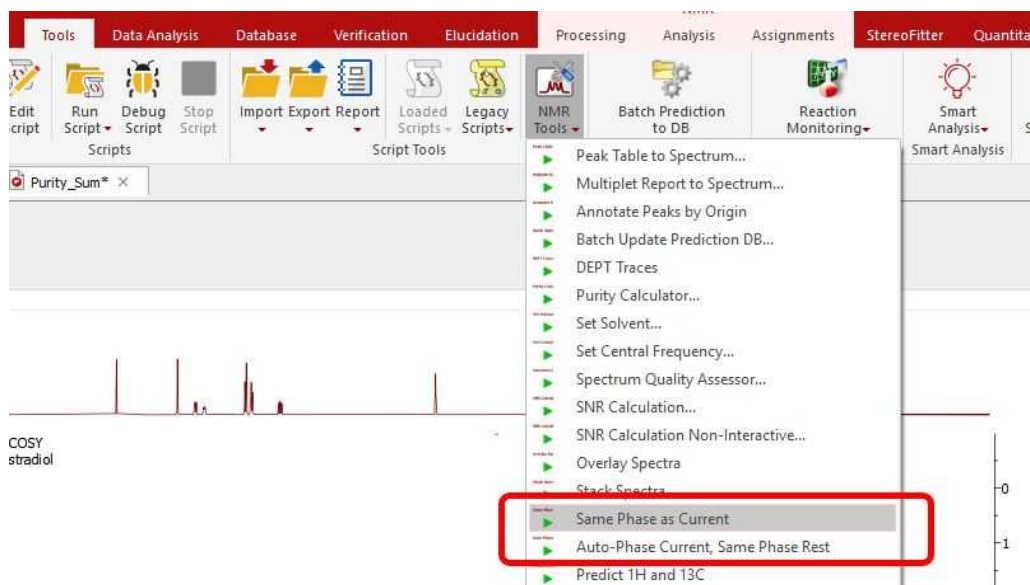 NMR
Tools Data Analysis Database Verification Elucidation Processing Analysis Assignments StereoFitter Quantita
Edit Run Debug Stop Import Export Report Loaded Legacy NMR Batch Prediction Reaction Smart
cript Script Script Script Scripts Scripts Tools to DB Monitoring Analysis S
Scripts Script Tools Smart Analysis
Purity_Sum*
Peak Table to Spectrum...
Multiplet Report to Spectrum...
Annotate Peaks by Origin
Batch Update Prediction DB...
DEPT Traces
Purity Calculator...
Set Solvent...
Set Central Frequency...
Spectrum Quality Assessor...
SNR Calculation...
SNR Calculation Non-Interactive...
Overlay Spectra
Stack Spectra
Same Phase as Current
Auto-Phase Current, Same Phase Rest
Predict 1H and 13C
COSY
stradiol
0
1